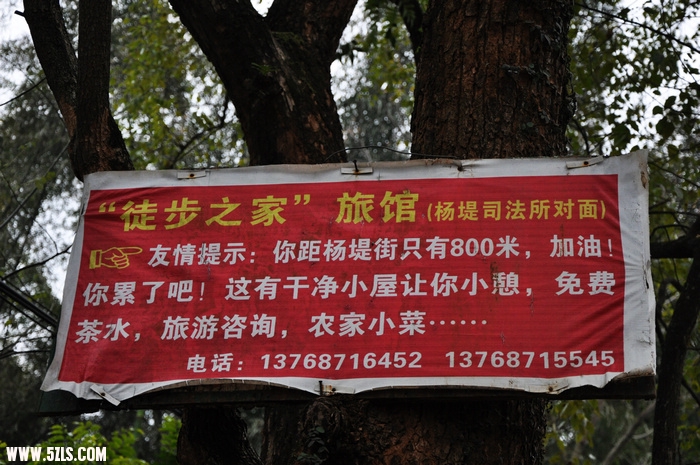 “徒步之家”旅馆(杨堤司法所对面)
友情提示：你距杨堤街只有800米，加油！
你累了吧！这有干净小屋让你小憩，免费
茶水，旅游咨询，农家小菜……
电话：13768716452 13768715545
WWW.5ZLS.COM